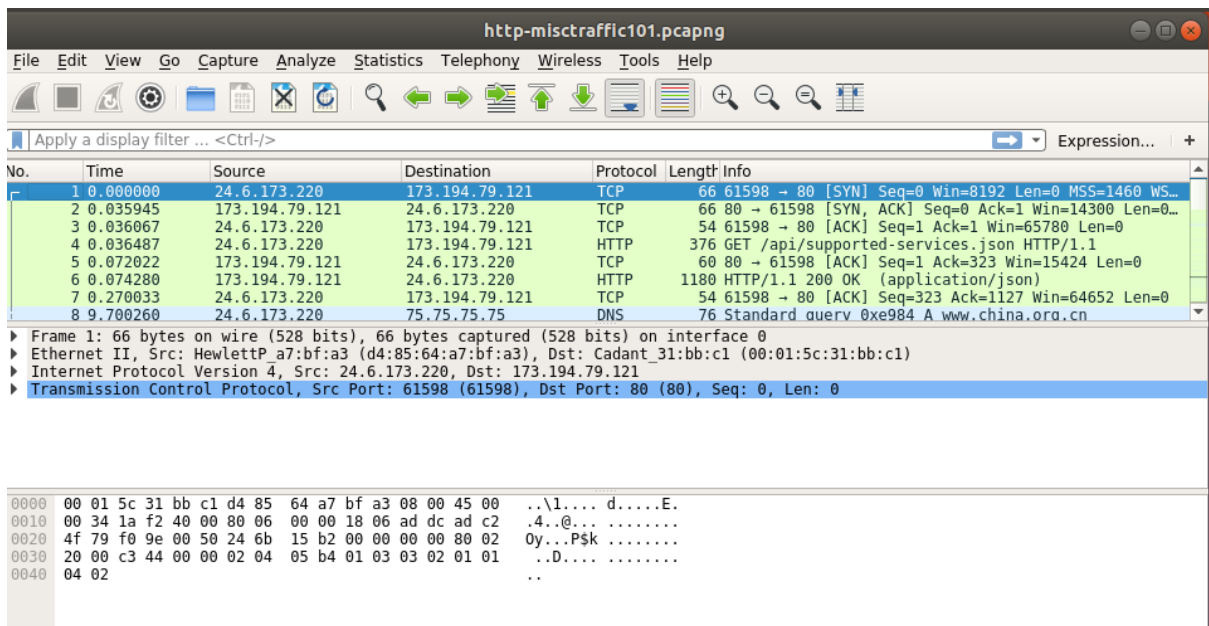 http-misctraffic101.pcapng
File Edit View Go Capture Analyze Statistics Telephony Wireless Tools Help
Apply a display filter ... <Ctrl-/> Expression... +
No. Time Source Destination Protocol Length Info
1 0.000000 24.6.173.220 173.194.79.121 TCP 66 61598 → 80 [SYN] Seq=0 Win=8192 Len=0 MSS=1460 WS…
2 0.035945 173.194.79.121 24.6.173.220 TCP 66 80 → 61598 [SYN, ACK] Seq=0 Ack=1 Win=14300 Len=0…
3 0.036067 24.6.173.220 173.194.79.121 TCP 54 61598 → 80 [ACK] Seq=1 Ack=1 Win=65780 Len=0
4 0.036487 24.6.173.220 173.194.79.121 HTTP 376 GET /api/supported-services.json HTTP/1.1
5 0.072022 173.194.79.121 24.6.173.220 TCP 60 80 → 61598 [ACK] Seq=1 Ack=323 Win=15424 Len=0
6 0.074280 173.194.79.121 24.6.173.220 HTTP 1180 HTTP/1.1 200 OK (application/json)
7 0.270033 24.6.173.220 173.194.79.121 TCP 54 61598 → 80 [ACK] Seq=323 Ack=1127 Win=64652 Len=0
8 9.700260 24.6.173.220 75.75.75.75 DNS 76 Standard query 0xe984 A www.china.org.cn
Frame 1: 66 bytes on wire (528 bits), 66 bytes captured (528 bits) on interface 0
Ethernet II, Src: HewlettP_a7:bf:a3 (d4:85:64:a7:bf:a3), Dst: Cadant_31:bb:c1 (00:01:5c:31:bb:c1)
Internet Protocol Version 4, Src: 24.6.173.220, Dst: 173.194.79.121
Transmission Control Protocol, Src Port: 61598 (61598), Dst Port: 80 (80), Seq: 0, Len: 0
0000 00 01 5c 31 bb c1 d4 85 64 a7 bf a3 08 00 45 00 ..\1.... d.....E.
0010 00 34 1a f2 40 00 80 06 00 00 18 06 ad dc ad c2 .4..@... ........
0020 4f 79 f0 9e 00 50 24 6b 15 b2 00 00 00 00 80 02 Oy...P$k ........
0030 20 00 c3 44 00 00 02 04 05 b4 01 03 03 02 01 01 ..D.... ........
0040 04 02 ..